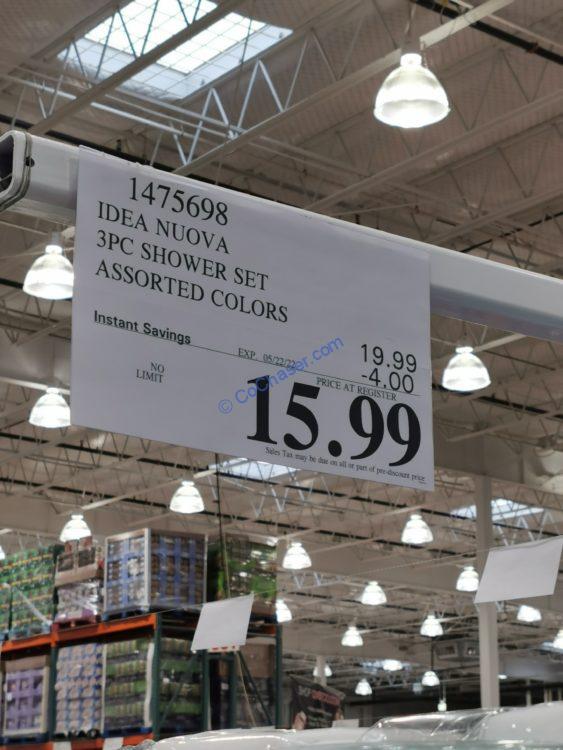 1475698
IDEA NUOVA
3PC SHOWER SET
ASSORTED COLORS
Instant Savings
EXP. 05/22/22
19.99
-4.00
NO
LIMIT
PRICE AT REGISTER
15.99
Sales Tax may be due on all or part of pre-discount price
© CoChaser.com